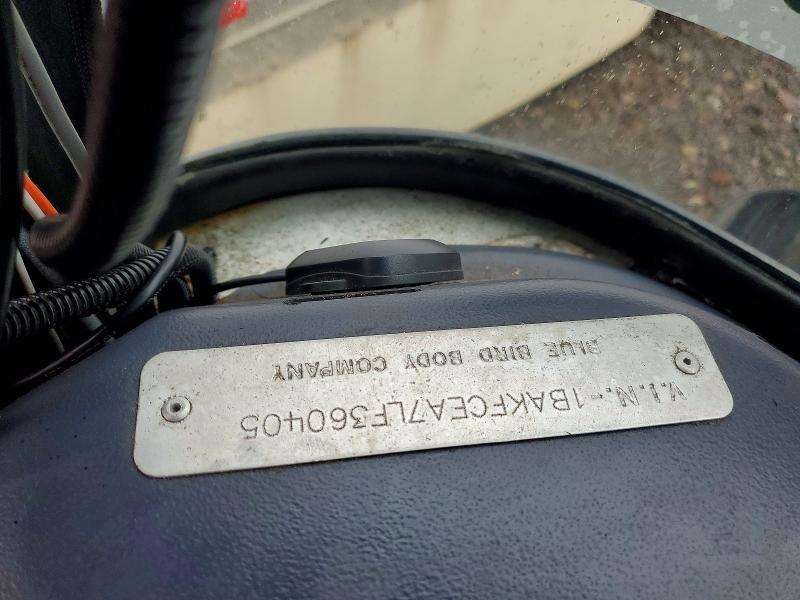 V.I.N.-1BAKFCEA7LF360405
BLUE BIRD BODY COMPANY